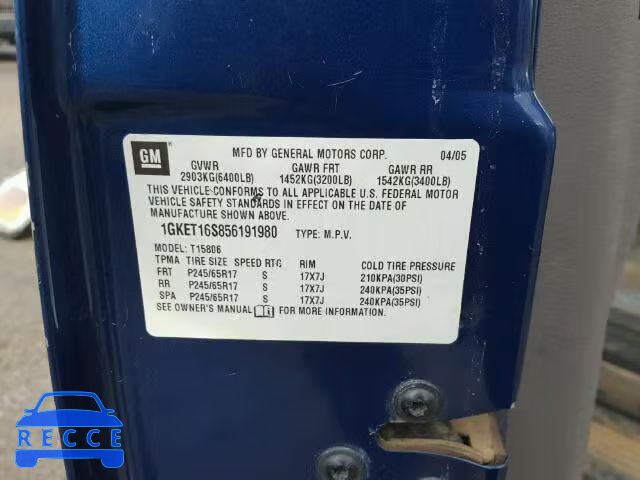 GM
MFD BY GENERAL MOTORS CORP. 04/05
GVWR GAWR FRT GAWR RR
2903KG(6400LB) 1452KG(3200LB) 1542KG(3400LB)
THIS VEHICLE CONFORMS TO ALL APPLICABLE U.S. FEDERAL MOTOR
VEHICLE SAFETY STANDARDS IN EFFECT ON THE DATE OF
MANUFACTURE SHOWN ABOVE.
1GKET16S856191980 TYPE: M.P.V.
MODEL: T15806
TPMA TIRE SIZE SPEED RTG RIM COLD TIRE PRESSURE
FRT P245/65R17 S 17X7J 210KPA(30PSI)
RR P245/65R17 S 17X7J 240KPA(35PSI)
SPA P245/65R17 S 17X7J 240KPA(35PSI)
SEE OWNER'S MANUAL FOR MORE INFORMATION
RECCE